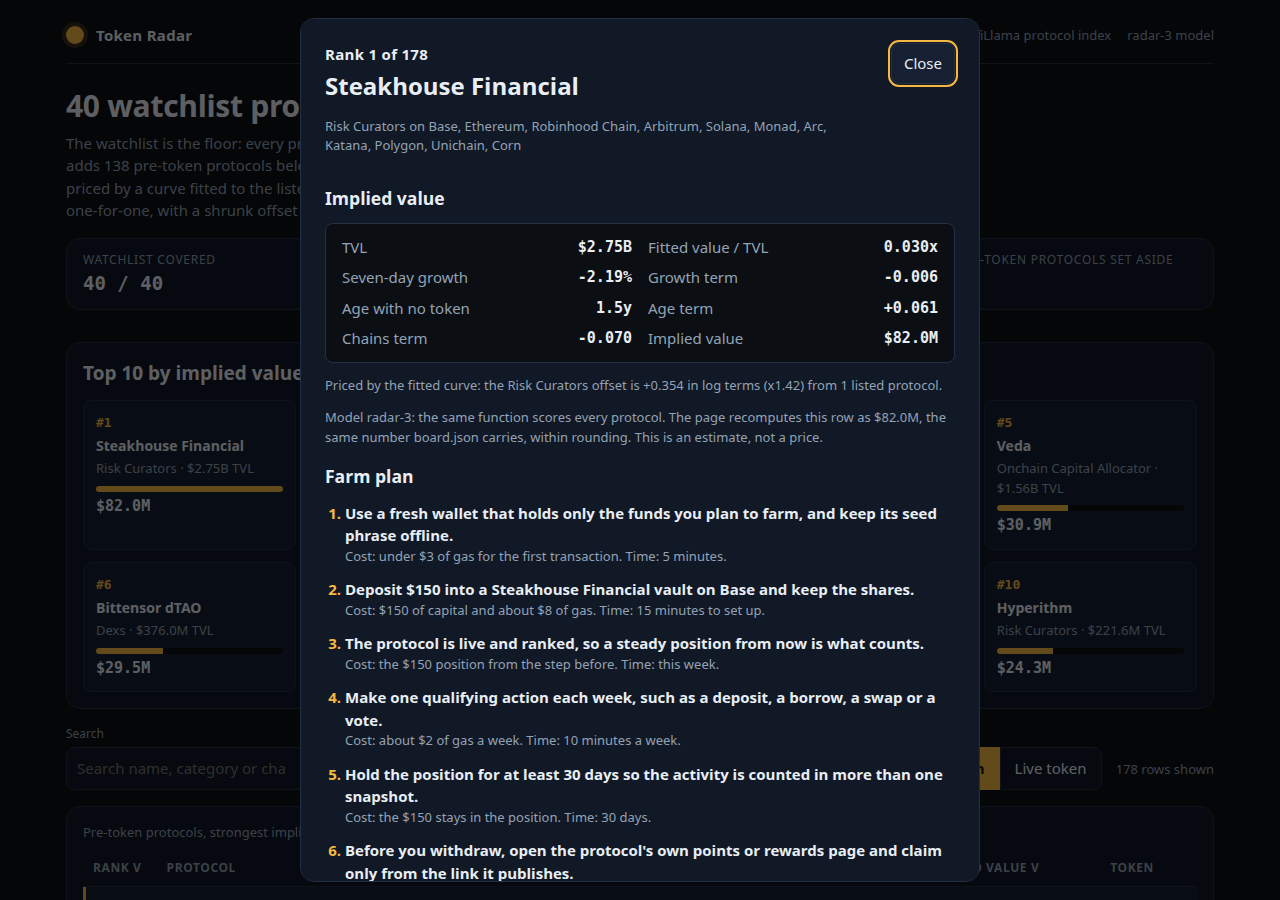 Token Radar
iLlama protocol index radar-3 model
40 watchlist pro
The watchlist is the floor: every pr
adds 138 pre-token protocols bel
priced by a curve fitted to the liste
one-for-one, with a shrunk offset
WATCHLIST COVERED
40 / 40
-TOKEN PROTOCOLS SET ASIDE
Top 10 by implied value
#1
Steakhouse Financial
Risk Curators · $2.75B TVL
$82.0M
#5
Veda
Onchain Capital Allocator ·
$1.56B TVL
$30.9M
#6
Bittensor dTAO
Dexs · $376.0M TVL
$29.5M
#10
Hyperithm
Risk Curators · $221.6M TVL
$24.3M
Search
Search name, category or cha
Live token
178 rows shown
Pre-token protocols, strongest impli
RANK V PROTOCOL
VALUE V TOKEN
Rank 1 of 178
Close
Steakhouse Financial
Risk Curators on Base, Ethereum, Robinhood Chain, Arbitrum, Solana, Monad, Arc,
Katana, Polygon, Unichain, Corn
Implied value
TVL $2.75B Fitted value / TVL 0.030x
Seven-day growth -2.19% Growth term -0.006
Age with no token 1.5y Age term +0.061
Chains term -0.070 Implied value $82.0M
Priced by the fitted curve: the Risk Curators offset is +0.354 in log terms (x1.42) from 1 listed protocol.
Model radar-3: the same function scores every protocol. The page recomputes this row as $82.0M, the
same number board.json carries, within rounding. This is an estimate, not a price.
Farm plan
1. Use a fresh wallet that holds only the funds you plan to farm, and keep its seed
phrase offline.
Cost: under $3 of gas for the first transaction. Time: 5 minutes.
2. Deposit $150 into a Steakhouse Financial vault on Base and keep the shares.
Cost: $150 of capital and about $8 of gas. Time: 15 minutes to set up.
3. The protocol is live and ranked, so a steady position from now is what counts.
Cost: the $150 position from the step before. Time: this week.
4. Make one qualifying action each week, such as a deposit, a borrow, a swap or a
vote.
Cost: about $2 of gas a week. Time: 10 minutes a week.
5. Hold the position for at least 30 days so the activity is counted in more than one
snapshot.
Cost: the $150 stays in the position. Time: 30 days.
6. Before you withdraw, open the protocol's own points or rewards page and claim
only from the link it publishes.